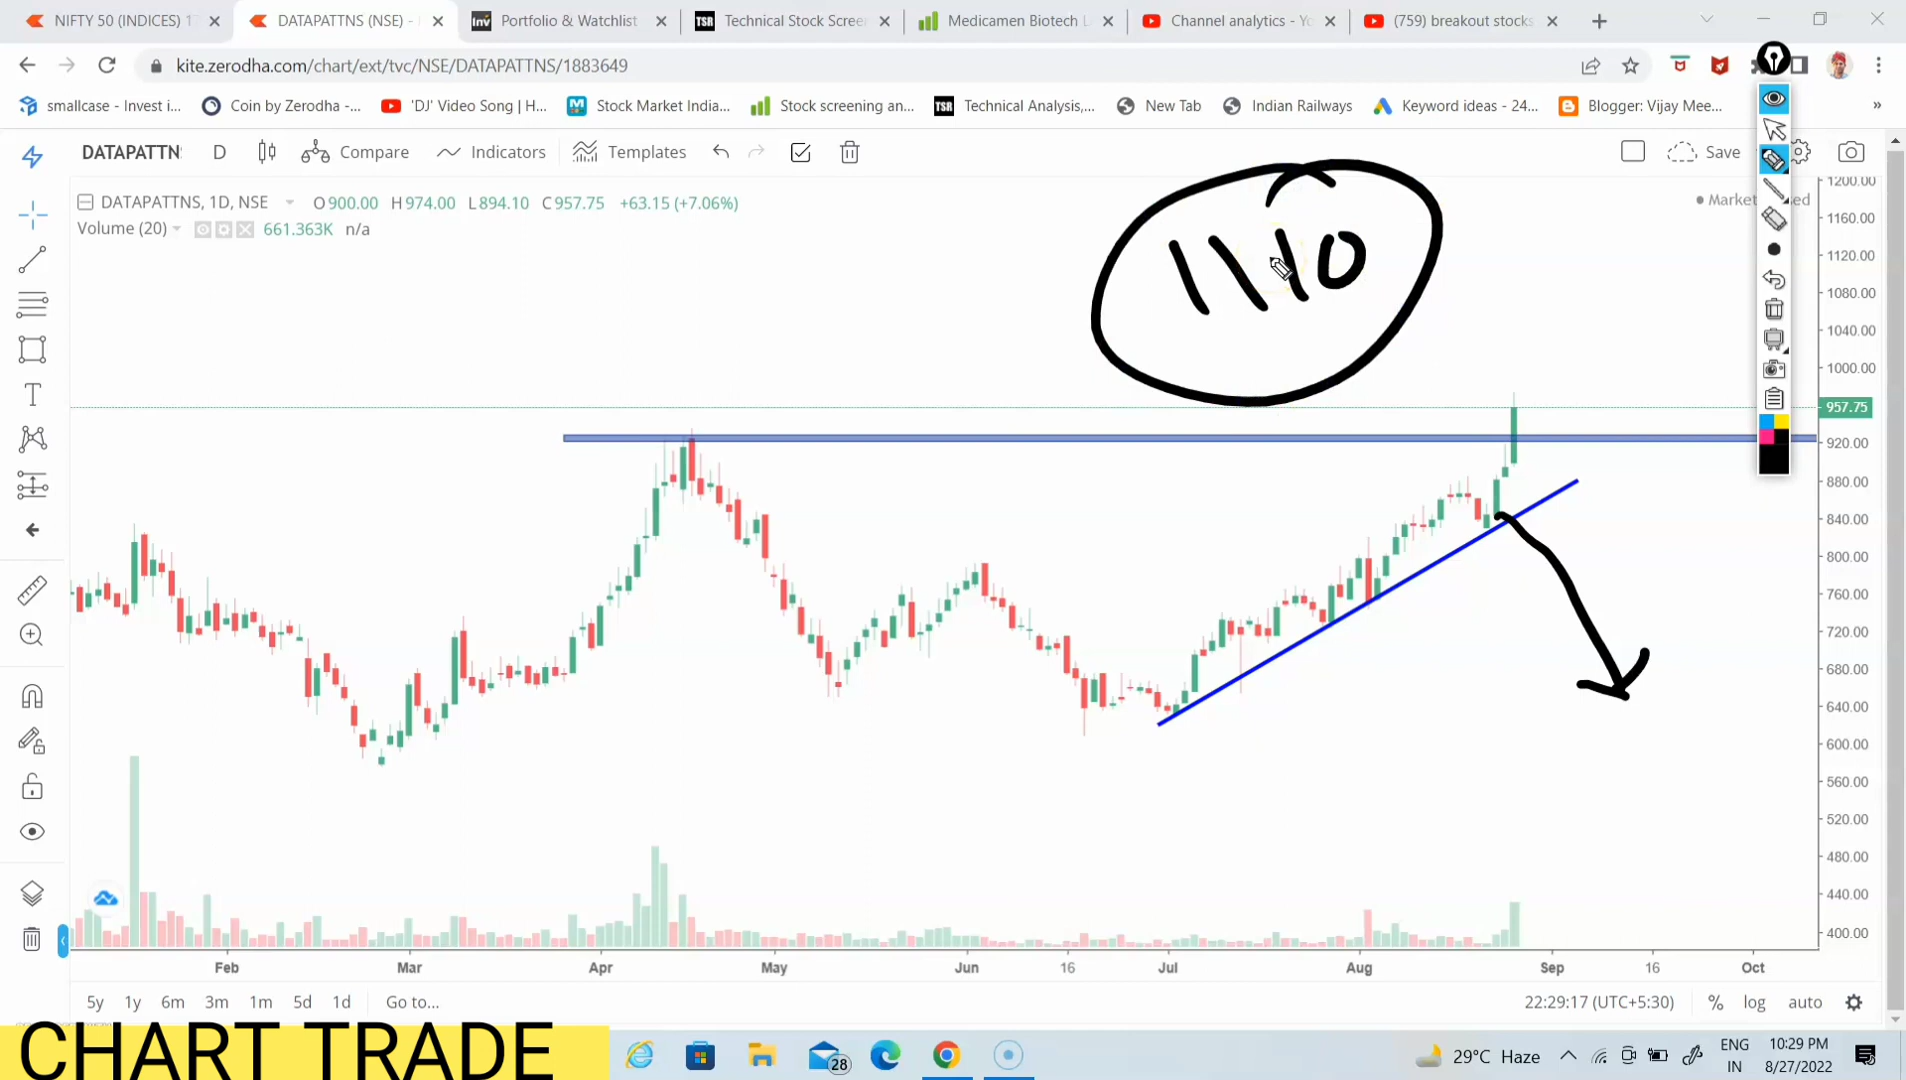 NIFTY 50 (INDICES) 1
DATAPATTNS (NSE) -
Portfolio & Watchlist
Technical Stock Screen
Medicamen Biotech L
Channel analytics - Yo
(759) breakout stocks
kite.zerodha.com/chart/ext/tvc/NSE/DATAPATTNS/1883649
smallcase - Invest i...
Coin by Zerodha -...
'DJ' Video Song | H...
Stock Market India...
Stock screening an...
TSR Technical Analysis,...
New Tab
Indian Railways
Keyword ideas - 24...
Blogger: Vijay Mee...
DATAPATTN D Compare Indicators Templates Save
DATAPATTNS, 1D, NSE O900.00 H974.00 L894.10 C957.75 +63.15 (+7.06%)
Volume (20) 661.363K n/a
1110
1200.00
1160.00
1120.00
1080.00
1040.00
1000.00
957.75
920.00
880.00
840.00
800.00
760.00
720.00
680.00
640.00
600.00
560.00
520.00
480.00
440.00
400.00
Feb Mar Apr May Jun 16 Jul Aug Sep 16 Oct
5y 1y 6m 3m 1m 5d 1d Go to... 22:29:17 (UTC+5:30) % log auto
CHART TRADE
28
29°C Haze
ENG
IN
10:29 PM
8/27/2022